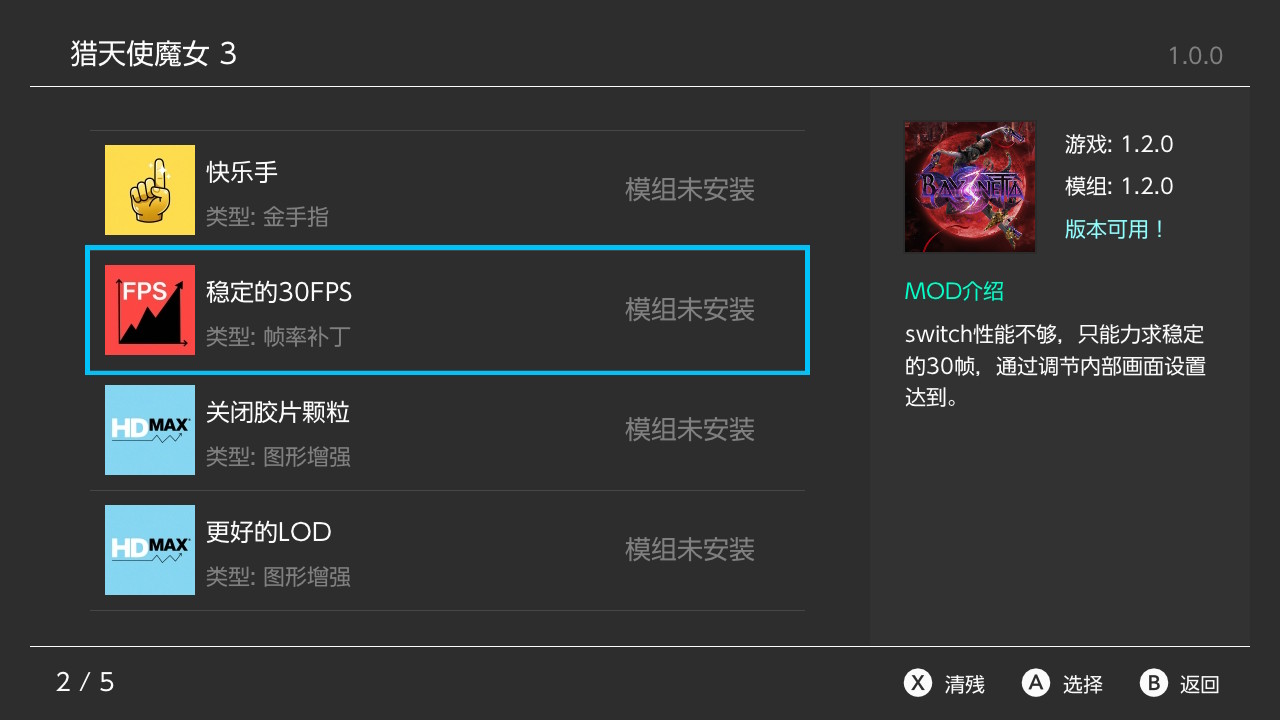 猎天使魔女 3
1.0.0
快乐手
类型: 金手指
模组未安装
FPS
稳定的30FPS
类型: 帧率补丁
模组未安装
HD MAX
关闭胶片颗粒
类型: 图形增强
模组未安装
HD MAX
更好的LOD
类型: 图形增强
模组未安装
BAYONETTA
3
游戏: 1.2.0
模组: 1.2.0
版本可用！
MOD介绍
switch性能不够，只能力求稳定
的30帧，通过调节内部画面设置
达到。
2 / 5
X 清残
A 选择
B 返回